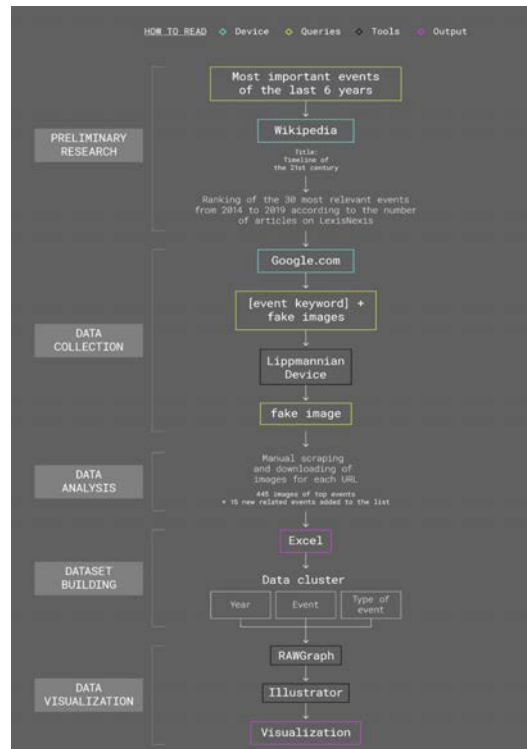 HOW TO READ Device Queries Tools Output
Most important events
of the last 6 years
PRELIMINARY
RESEARCH
Wikipedia
Title:
Timeline of
the 21st century
Ranking of the 30 most relevant events
from 2014 to 2019 according to the number
of articles on LexisNexis
Google.com
DATA
COLLECTION
[event keyword] +
fake images
Lippmannian
Device
fake image
DATA
ANALYSIS
Manual scraping
and downloading of
images for each URL
445 images of top events
+ 15 new related events added to the list
DATASET
BUILDING
Excel
Data cluster
Year
Event
Type of
event
DATA
VISUALIZATION
RAWGraph
Illustrator
Visualization